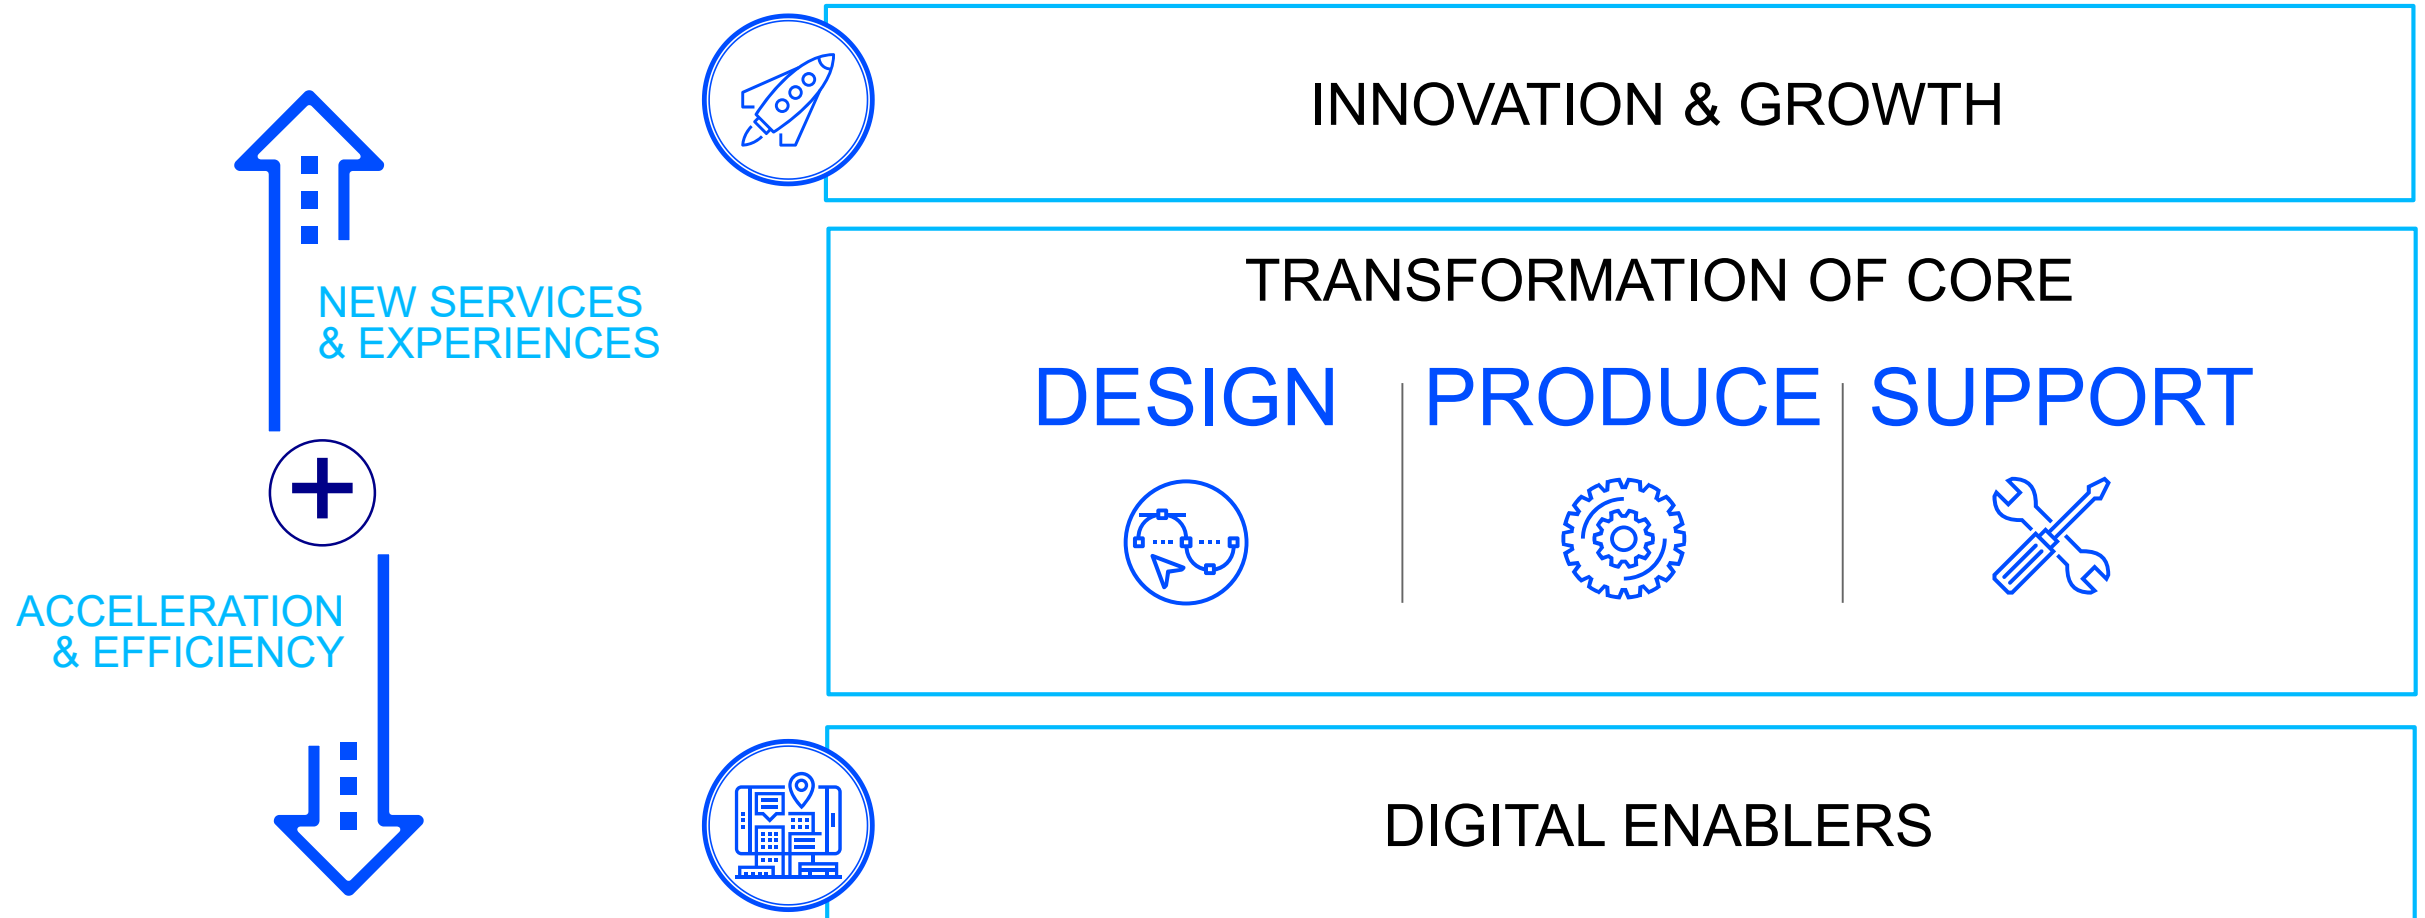 INNOVATION & GROWTH
NEW SERVICES
& EXPERIENCES
ACCELERATION
& EFFICIENCY
TRANSFORMATION OF CORE
DESIGN PRODUCE SUPPORT
DIGITAL ENABLERS